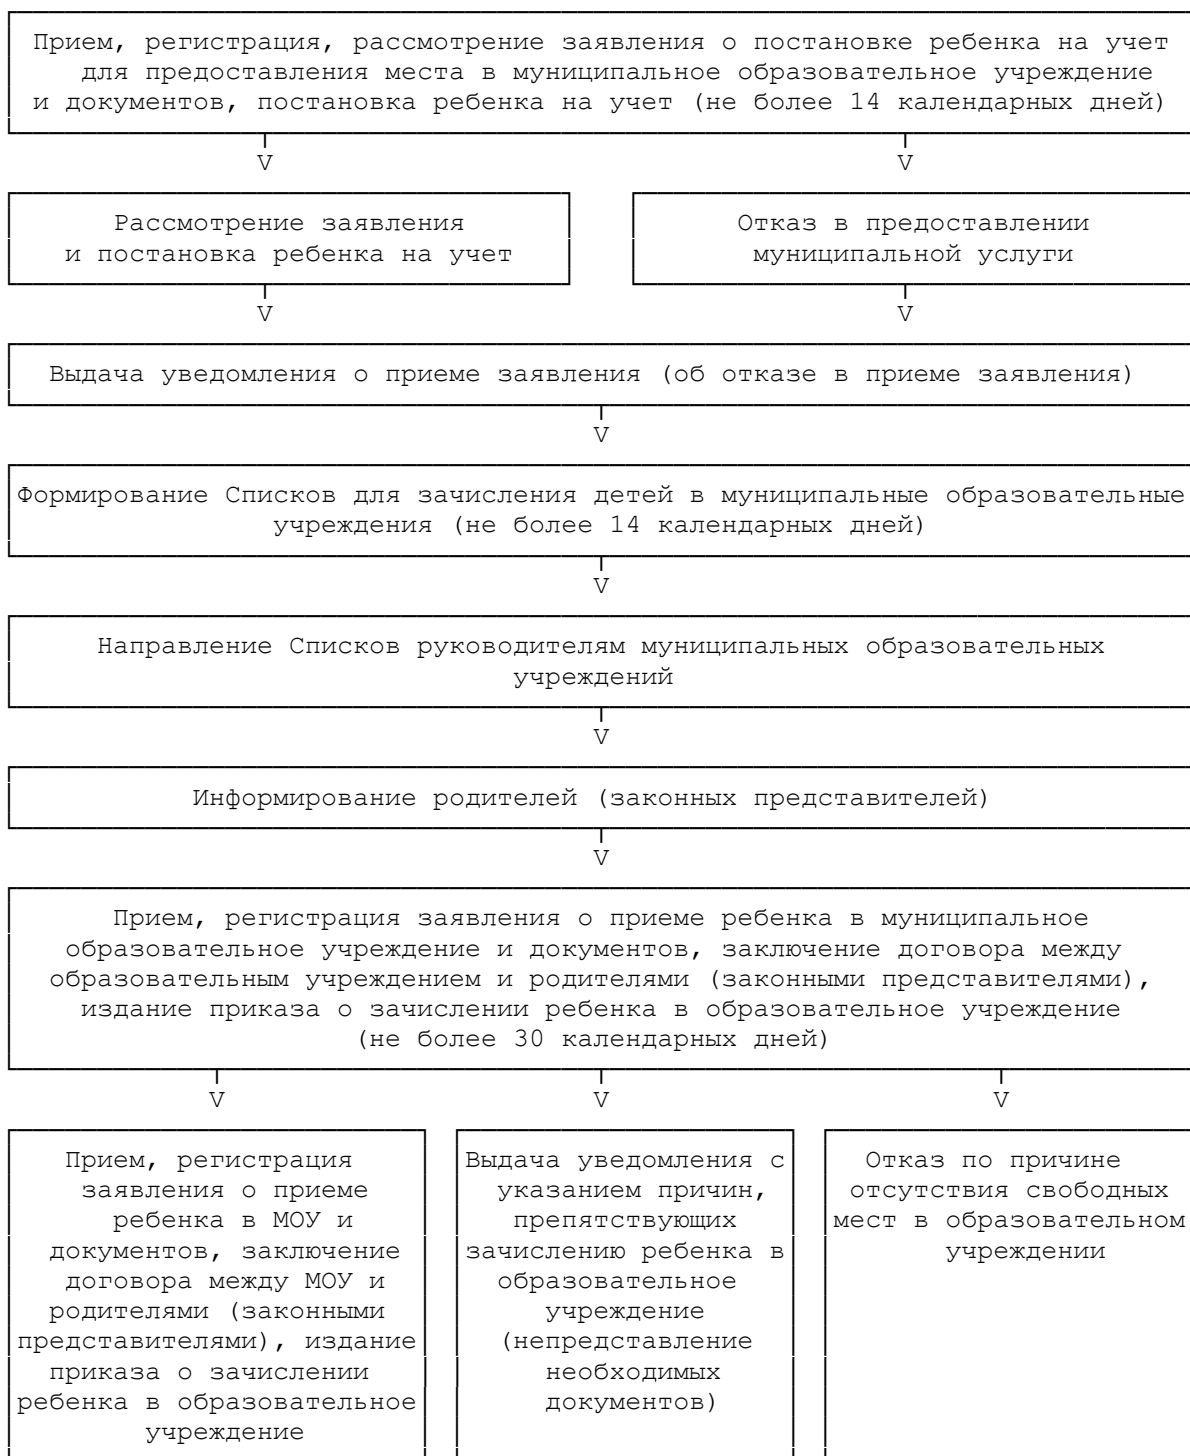 Прием, регистрация, рассмотрение заявления о постановке ребенка на учет
для предоставления места в муниципальное образовательное учреждение
и документов, постановка ребенка на учет (не более 14 календарных дней)
V
V
Рассмотрение заявления
и постановка ребенка на учет
Отказ в предоставлении
муниципальной услуги
V
V
Выдача уведомления о приеме заявления (об отказе в приеме заявления)
V
Формирование Списков для зачисления детей в муниципальные образовательные
учреждения (не более 14 календарных дней)
V
Направление Списков руководителям муниципальных образовательных
учреждений
V
Информирование родителей (законных представителей)
V
Прием, регистрация заявления о приеме ребенка в муниципальное
образовательное учреждение и документов, заключение договора между
образовательным учреждением и родителями (законными представителями),
издание приказа о зачислении ребенка в образовательное учреждение
(не более 30 календарных дней)
V
V
V
Прием, регистрация
заявления о приеме
ребенка в МОУ и
документов, заключение
договора между МОУ и
родителями (законными
представителями), издание
приказа о зачислении
ребенка в образовательное
учреждение
Выдача уведомления с
указанием причин,
препятствующих
зачислению ребенка в
образовательное
учреждение
(непредставление
необходимых
документов)
Отказ по причине
отсутствия свободных
мест в образовательном
учреждении